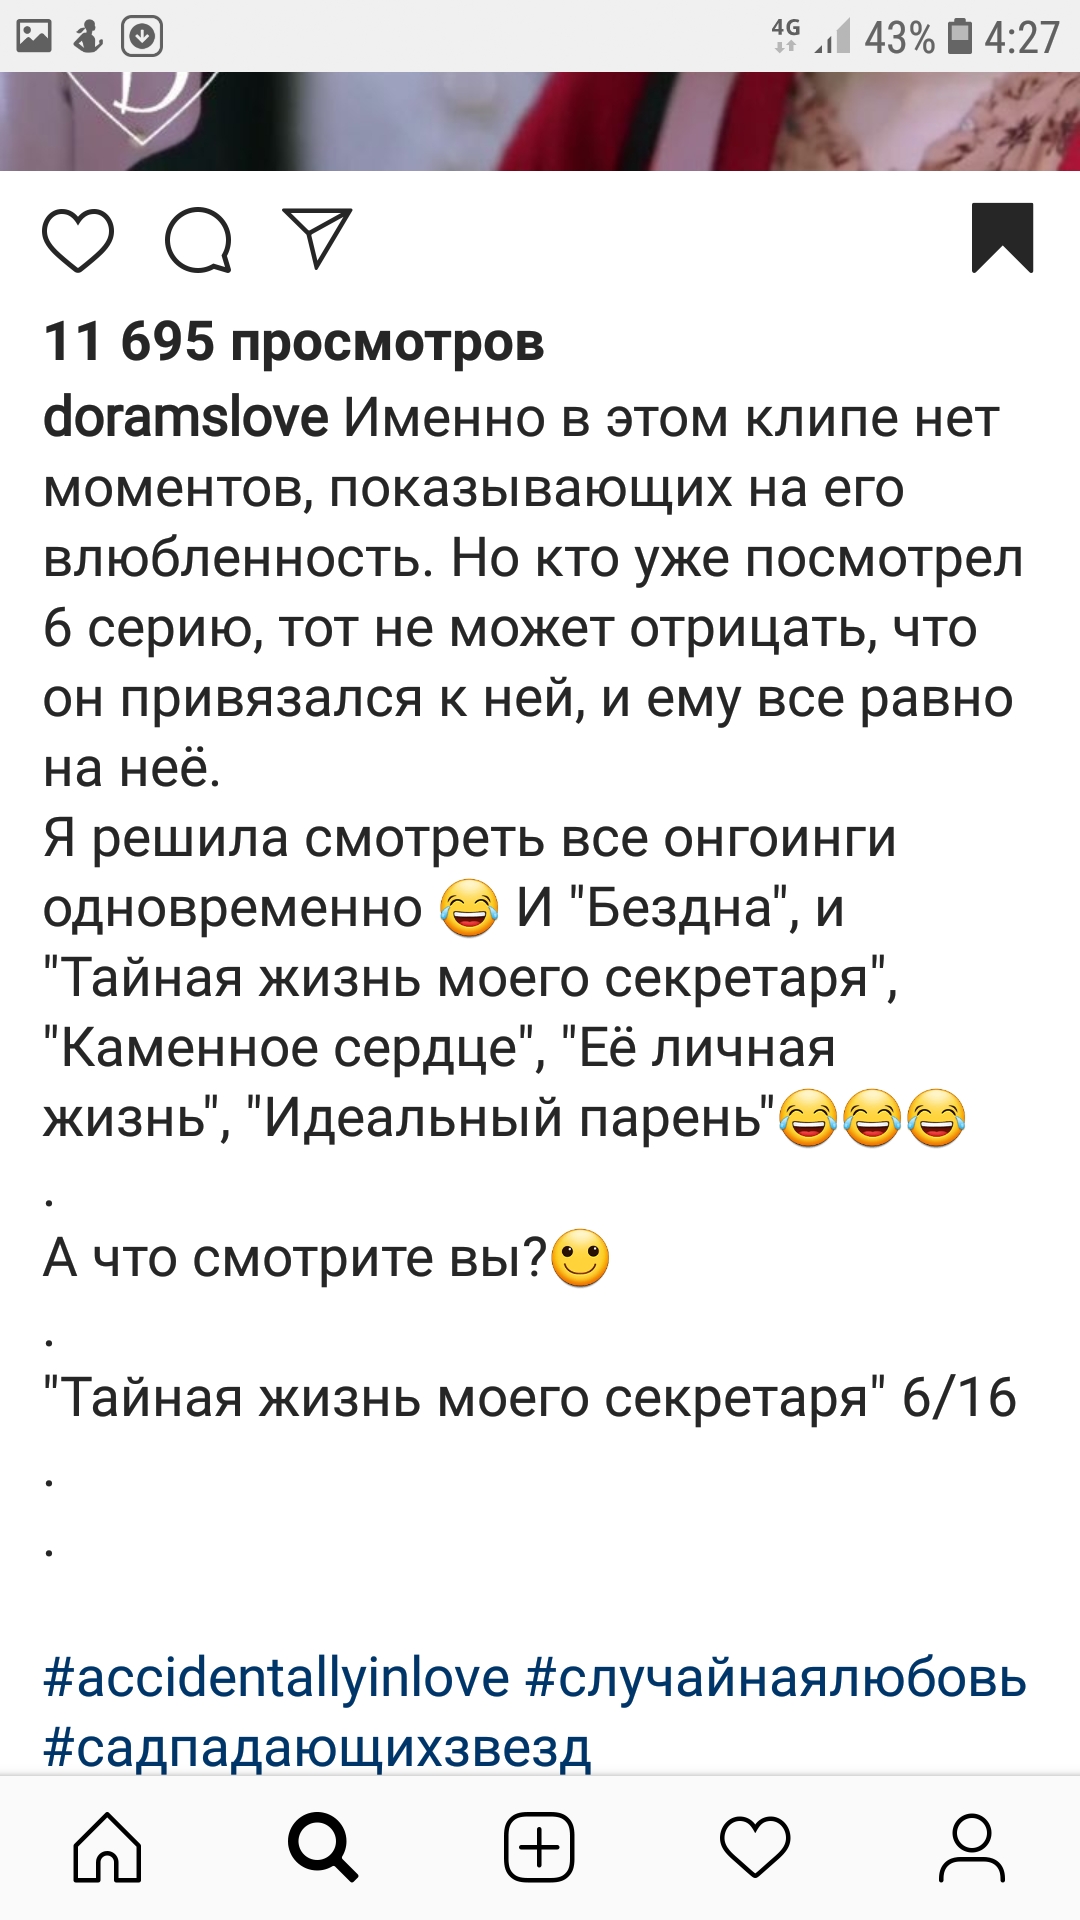 4G 43% 4:27
D
11 695 просмотров
doramslove Именно в этом клипе нет
моментов, показывающих на его
влюбленность. Но кто уже посмотрел
6 серию, тот не может отрицать, что
он привязался к ней, и ему все равно
на неё.
Я решила смотреть все онгоинги
одновременно 😂 И "Бездна", и
"Тайная жизнь моего секретаря",
"Каменное сердце", "Её личная
жизнь", "Идеальный парень"😂😂😂
.
А что смотрите вы?🙂
.
"Тайная жизнь моего секретаря" 6/16
.
.
#accidentallyinlove #случайнаялюбовь
#садпадающихзвезд